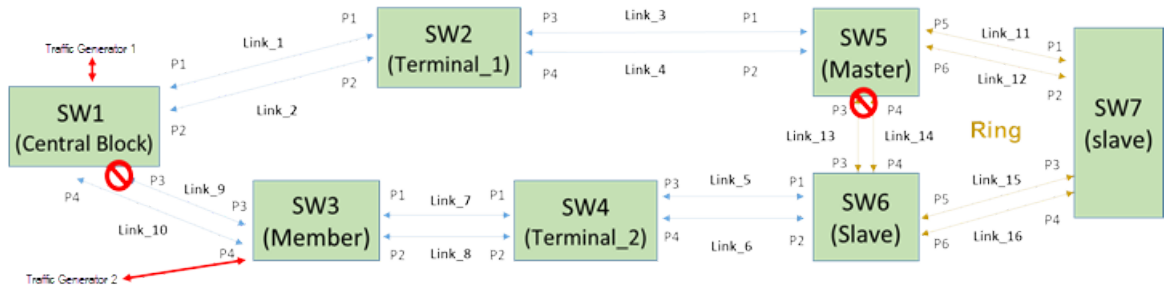 Traffic Generator 1
SW1
(Central Block)
P1
P2
P3
P4
Link_1
Link_2
P1
P2
SW2
(Terminal_1)
P3
P4
Link_3
Link_4
P1
P2
SW5
(Master)
P5
P6
P3
P4
Link_11
Link_12
P1
P2
SW7
(slave)
P3
P4
Link_13
Link_14
Ring
P3
P4
SW6
(Slave)
P5
P6
Link_15
Link_16
Link_9
Link_10
P3
P4
SW3
(Member)
P1
P2
Link_7
Link_8
P1
P2
SW4
(Terminal_2)
P3
P4
Link_5
Link_6
P1
P2
Traffic Generator 2